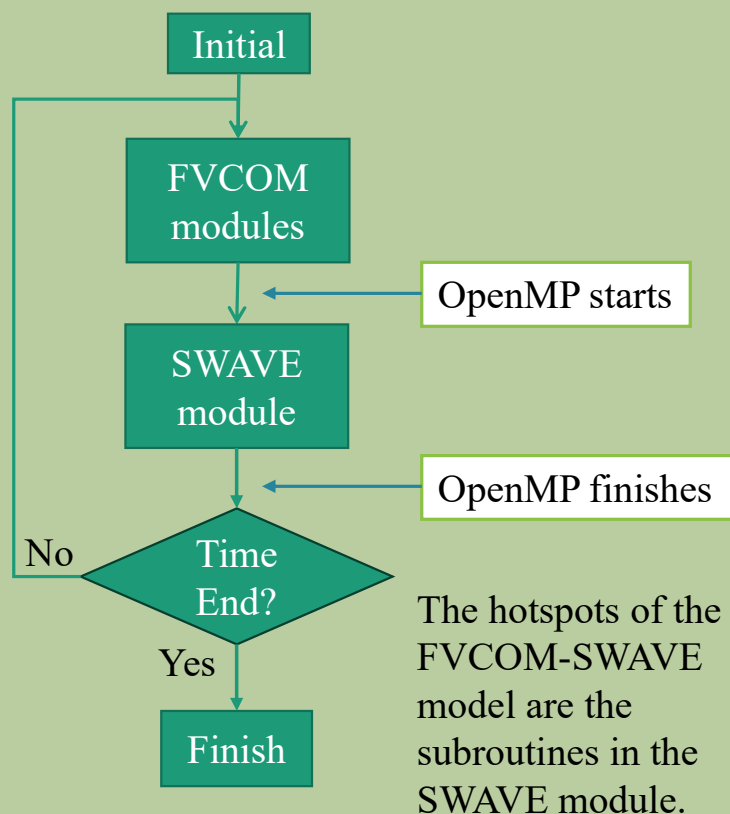 Initial
FVCOM
modules
OpenMP starts
SWAVE
module
OpenMP finishes
No
Time
End?
Yes
Finish
The hotspots of the
FVCOM-SWAVE
model are the
subroutines in the
SWAVE module.